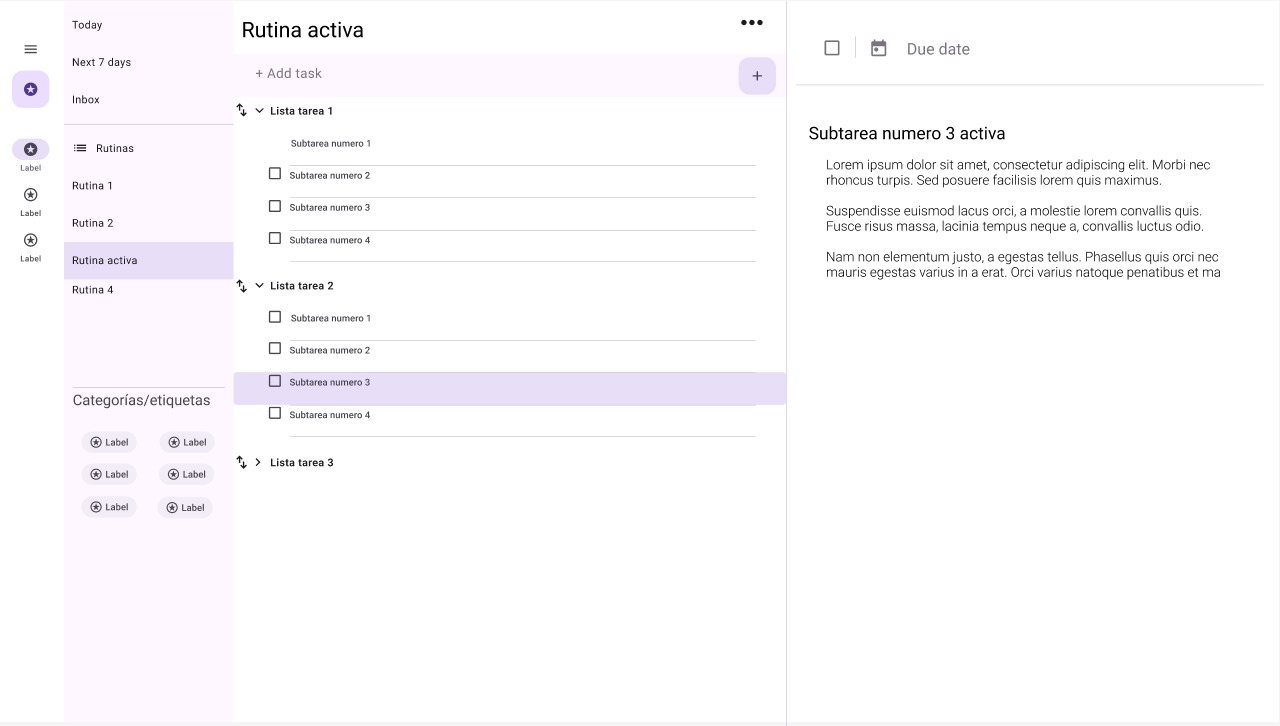 Label
Label
Label
Today
Next 7 days
Inbox
Rutinas
Rutina 1
Rutina 2
Rutina activa
Rutina 4
Categorías/etiquetas
Label Label
Label Label
Label Label
Rutina activa
+ Add task
Lista tarea 1
Subtarea numero 1
Subtarea numero 2
Subtarea numero 3
Subtarea numero 4
Lista tarea 2
Subtarea numero 1
Subtarea numero 2
Subtarea numero 3
Subtarea numero 4
Lista tarea 3
Due date
Subtarea numero 3 activa
Lorem ipsum dolor sit amet, consectetur adipiscing elit. Morbi nec
rhoncus turpis. Sed posuere facilisis lorem quis maximus.
Suspendisse euismod lacus orci, a molestie lorem convallis quis.
Fusce risus massa, lacinia tempus neque a, convallis luctus odio.
Nam non elementum justo, a egestas tellus. Phasellus quis orci nec
mauris egestas varius in a erat. Orci varius natoque penatibus et ma